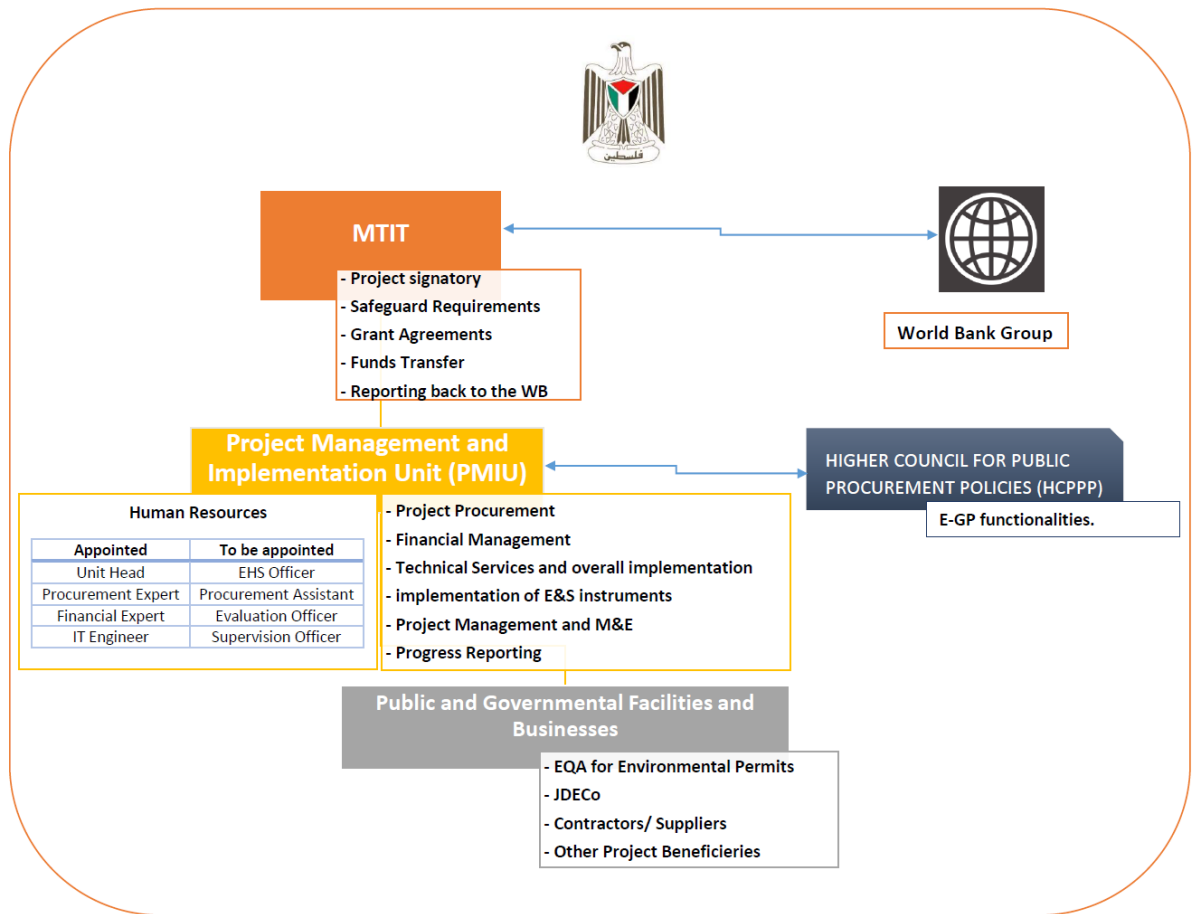 فلسطين
MTIT
- Project signatory
- Safeguard Requirements
- Grant Agreements
- Funds Transfer
- Reporting back to the WB
World Bank Group
Project Management and
Implementation Unit (PMIU)
HIGHER COUNCIL FOR PUBLIC
PROCUREMENT POLICIES (HCPPP)
E-GP functionalities.
Human Resources
Appointed To be appointed
Unit Head EHS Officer
Procurement Expert Procurement Assistant
Financial Expert Evaluation Officer
IT Engineer Supervision Officer
- Project Procurement
- Financial Management
- Technical Services and overall implementation
- implementation of E&S instruments
- Project Management and M&E
- Progress Reporting
Public and Governmental Facilities and
Businesses
- EQA for Environmental Permits
- JDECo
- Contractors/ Suppliers
- Other Project Beneficieries